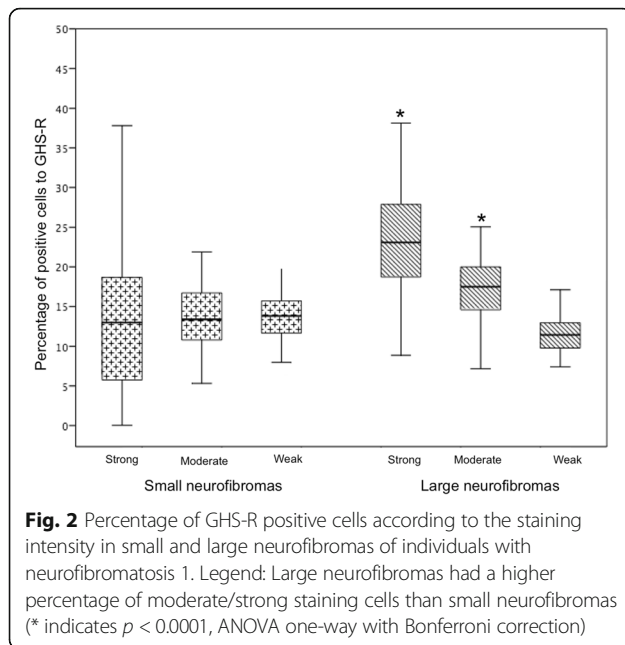 50
45
40
35
30
25
20
15
10
5
0
Percentage of positive cells to GHS-R
*
*
Strong Moderate Weak Strong Moderate Weak
Small neurofibromas Large neurofibromas
Fig. 2 Percentage of GHS-R positive cells according to the staining
intensity in small and large neurofibromas of individuals with
neurofibromatosis 1. Legend: Large neurofibromas had a higher
percentage of moderate/strong staining cells than small neurofibromas
(* indicates p < 0.0001, ANOVA one-way with Bonferroni correction)